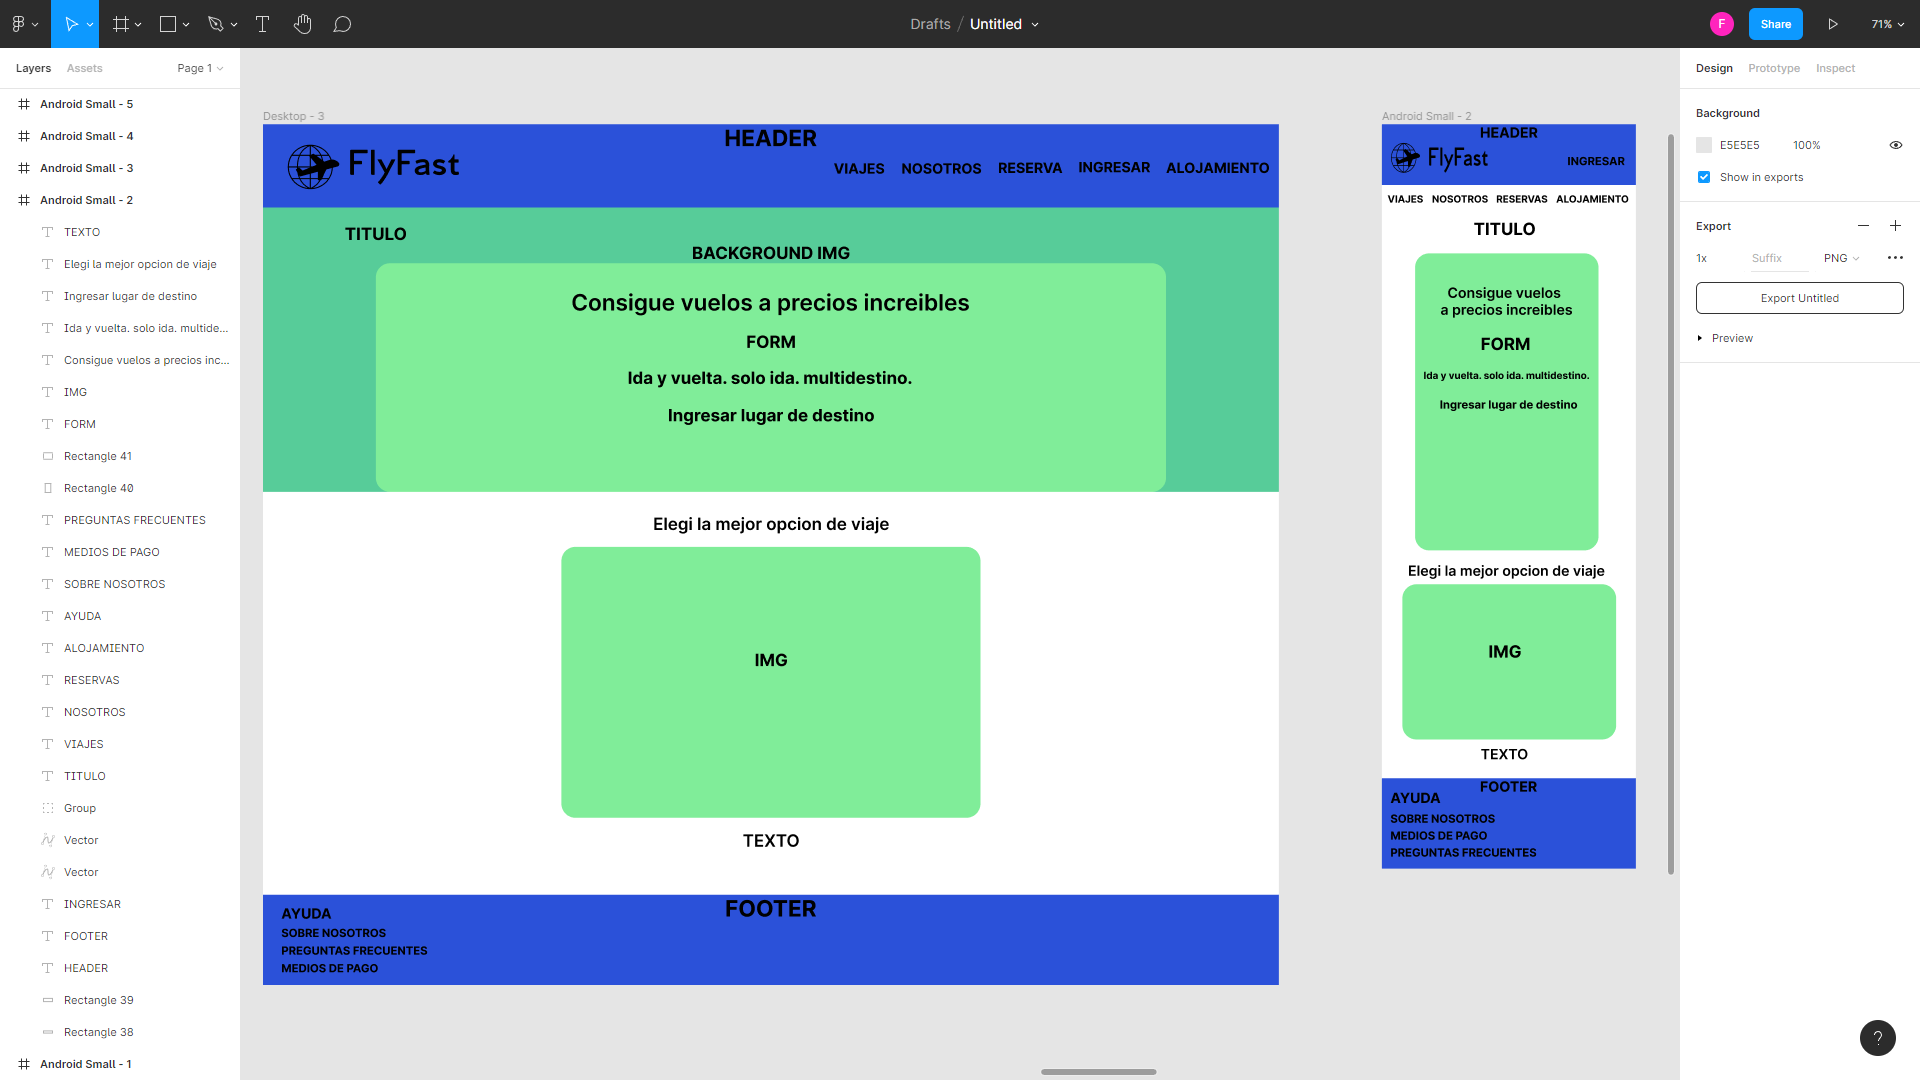 Drafts / Untitled
F
Share
71%
Layers
Assets
Page 1
Android Small - 5
Android Small - 4
Android Small - 3
Android Small - 2
TEXTO
Elegi la mejor opcion de viaje
Ingresar lugar de destino
Ida y vuelta. solo ida. multide...
Consigue vuelos a precios inc...
IMG
FORM
Rectangle 41
Rectangle 40
PREGUNTAS FRECUENTES
MEDIOS DE PAGO
SOBRE NOSOTROS
AYUDA
ALOJAMIENTO
RESERVAS
NOSOTROS
VIAJES
TITULO
Group
Vector
Vector
INGRESAR
FOOTER
HEADER
Rectangle 39
Rectangle 38
Android Small - 1
Desktop - 3
HEADER
FlyFast
VIAJES NOSOTROS RESERVA INGRESAR ALOJAMIENTO
TITULO
BACKGROUND IMG
Consigue vuelos a precios increibles
FORM
Ida y vuelta. solo ida. multidestino.
Ingresar lugar de destino
Elegi la mejor opcion de viaje
IMG
TEXTO
FOOTER
AYUDA
SOBRE NOSOTROS
PREGUNTAS FRECUENTES
MEDIOS DE PAGO
Android Small - 2
HEADER
FlyFast
INGRESAR
VIAJES NOSOTROS RESERVAS ALOJAMIENTO
TITULO
Consigue vuelos
a precios increibles
FORM
Ida y vuelta. solo ida. multidestino.
Ingresar lugar de destino
Elegi la mejor opcion de viaje
IMG
TEXTO
FOOTER
AYUDA
SOBRE NOSOTROS
MEDIOS DE PAGO
PREGUNTAS FRECUENTES
Design
Prototype
Inspect
Background
E5E5E5
100%
Show in exports
Export
1x
Suffix
PNG
Export Untitled
Preview
?